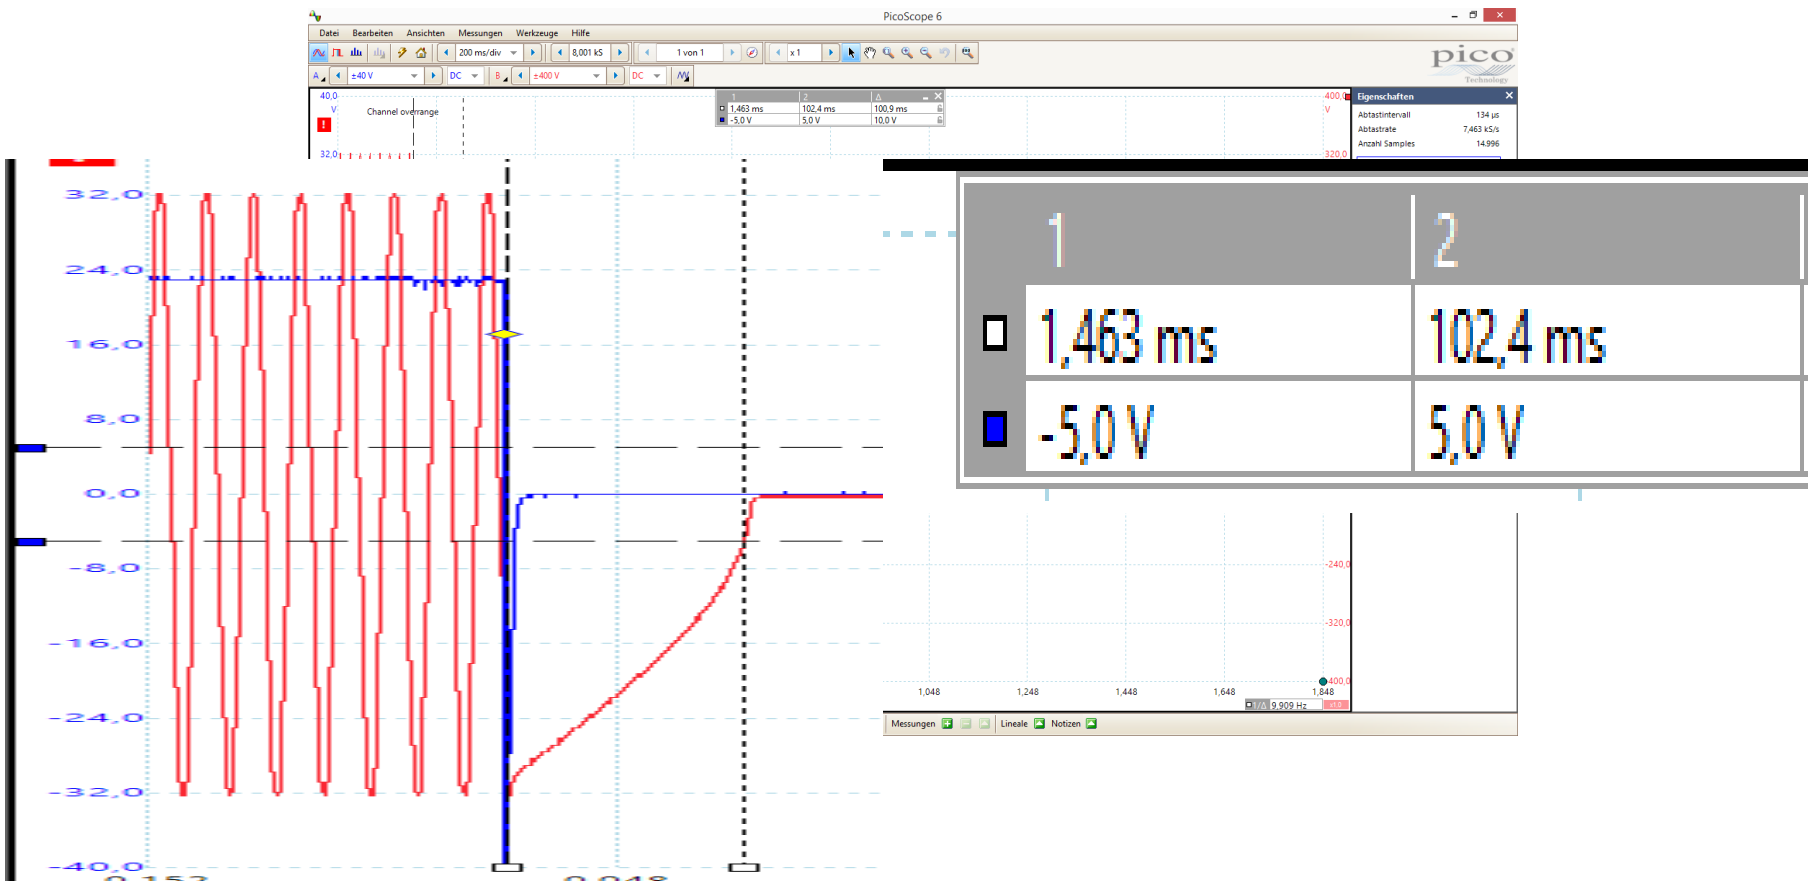 PicoScope 6
Datei Bearbeiten Ansichten Messungen Werkzeuge Hilfe
200 ms/div 8,001 kS 1 von 1 x 1
pico
Technology
A ±40 V DC B ±400 V DC
40,0
V
Channel overrange
1 2 Δ
1,463 ms 102,4 ms 100,9 ms
-5,0 V 5,0 V 10,0 V
400,0
V
Eigenschaften
Abtastintervall 134 µs
Abtastrate 7,463 kS/s
Anzahl Samples 14.996
32,0
320,0
32,0
24,0
16,0
8,0
0,0
-8,0
-16,0
-24,0
-32,0
-40,0
1 2
1,463 ms 102,4 ms
-5,0 V 5,0 V
-240,0
-320,0
-400,0
1,048 1,248 1,448 1,648 1,848
1/Δ 9,909 Hz x1,0
Messungen Lineale Notizen